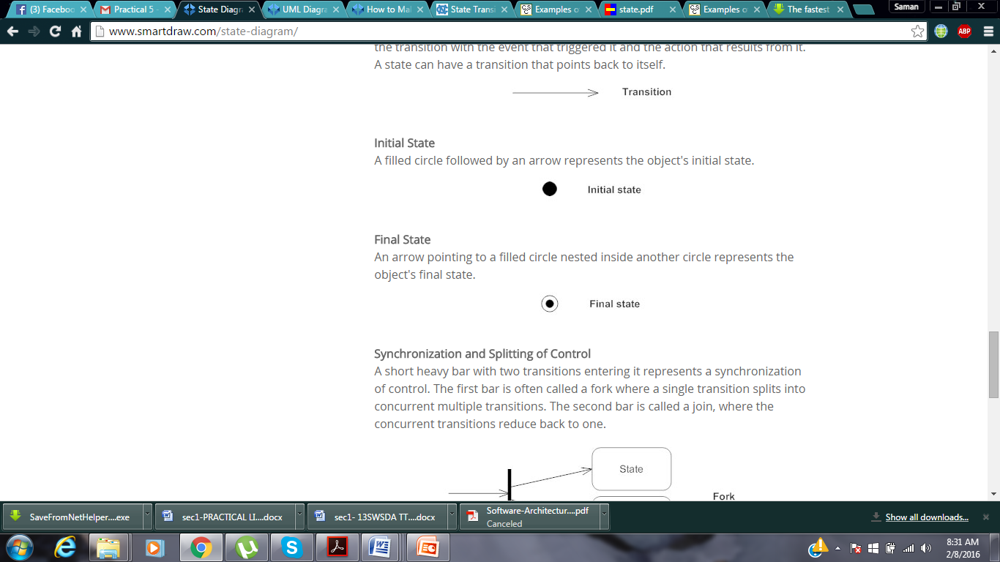 (3) Faceboo
Practical 5 -
State Diagra
UML Diagra
How to Mak
State Transi
Examples o
state.pdf
Examples o
The fastest
Saman
www.smartdraw.com/state-diagram/
ABP
the transition with the event that triggered it and the action that results from it.
A state can have a transition that points back to itself.
Transition
Initial State
A filled circle followed by an arrow represents the object's initial state.
Initial state
Final State
An arrow pointing to a filled circle nested inside another circle represents the
object's final state.
Final state
Synchronization and Splitting of Control
A short heavy bar with two transitions entering it represents a synchronization
of control. The first bar is often called a fork where a single transition splits into
concurrent multiple transitions. The second bar is called a join, where the
concurrent transitions reduce back to one.
State
Fork
SaveFromNetHelper....exe
sec1-PRACTICAL LI....docx
sec1- 13SWSDA TT....docx
Software-Architectur....pdf
Canceled
Show all downloads...
8:31 AM
2/8/2016